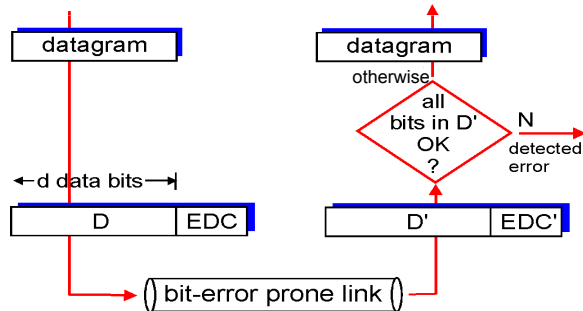 datagram
datagram
otherwise
all
bits in D'
OK
?
N
detected
error
d data bits
D
EDC
D'
EDC'
bit-error prone link